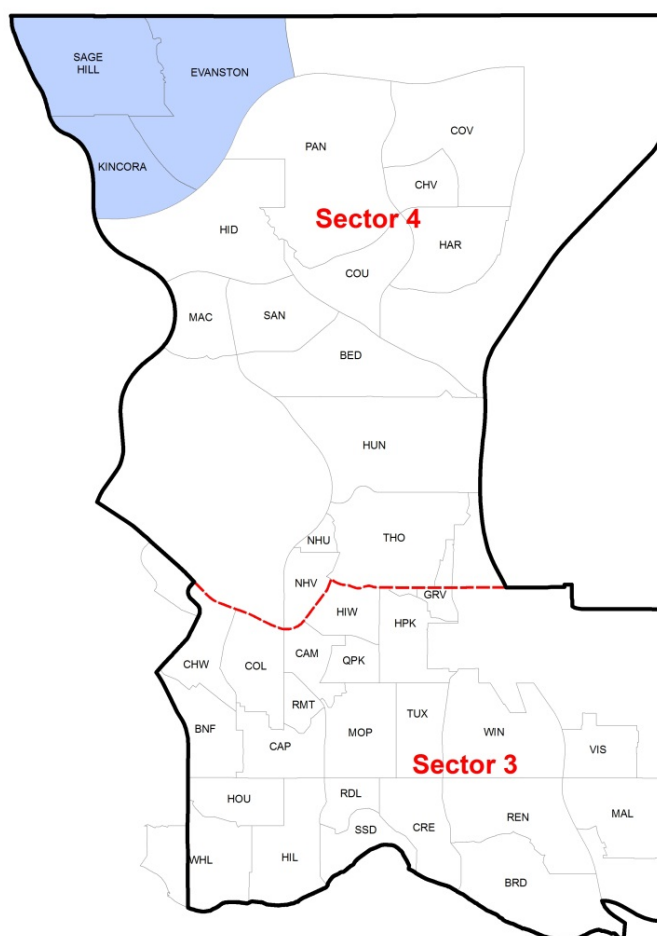 SAGE
HILL
EVANSTON
COV
PAN
KINCORA
CHV
Sector 4
HID
HAR
COU
MAC
SAN
BED
HUN
THO
NHU
NHV
GRV
HIW
HPK
CAM
QPK
CHW
COL
RMT
TUX
BNF
MOP
WIN
CAP
VIS
Sector 3
HOU
RDL
MAL
REN
SSD
CRE
WHL
HIL
BRD